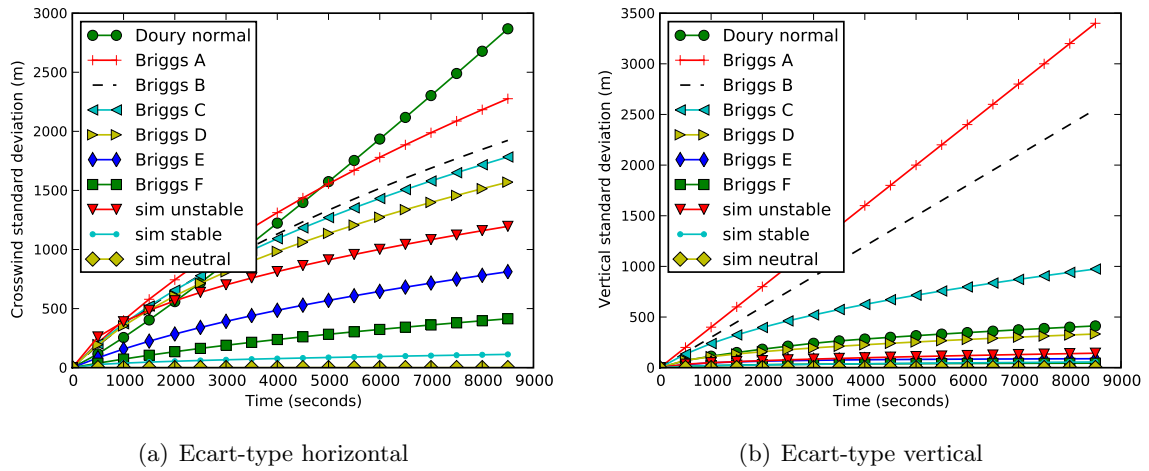 Crosswind standard deviation (m)
3000
2500
2000
1500
1000
500
0
Doury normal
Briggs A
Briggs B
Briggs C
Briggs D
Briggs E
Briggs F
sim unstable
sim stable
sim neutral
0 1000 2000 3000 4000 5000 6000 7000 8000 9000
Time (seconds)
(a) Ecart-type horizontal
Vertical standard deviation (m)
3500
3000
2500
2000
1500
1000
500
0
Doury normal
Briggs A
Briggs B
Briggs C
Briggs D
Briggs E
Briggs F
sim unstable
sim stable
sim neutral
0 1000 2000 3000 4000 5000 6000 7000 8000 9000
Time (seconds)
(b) Ecart-type vertical